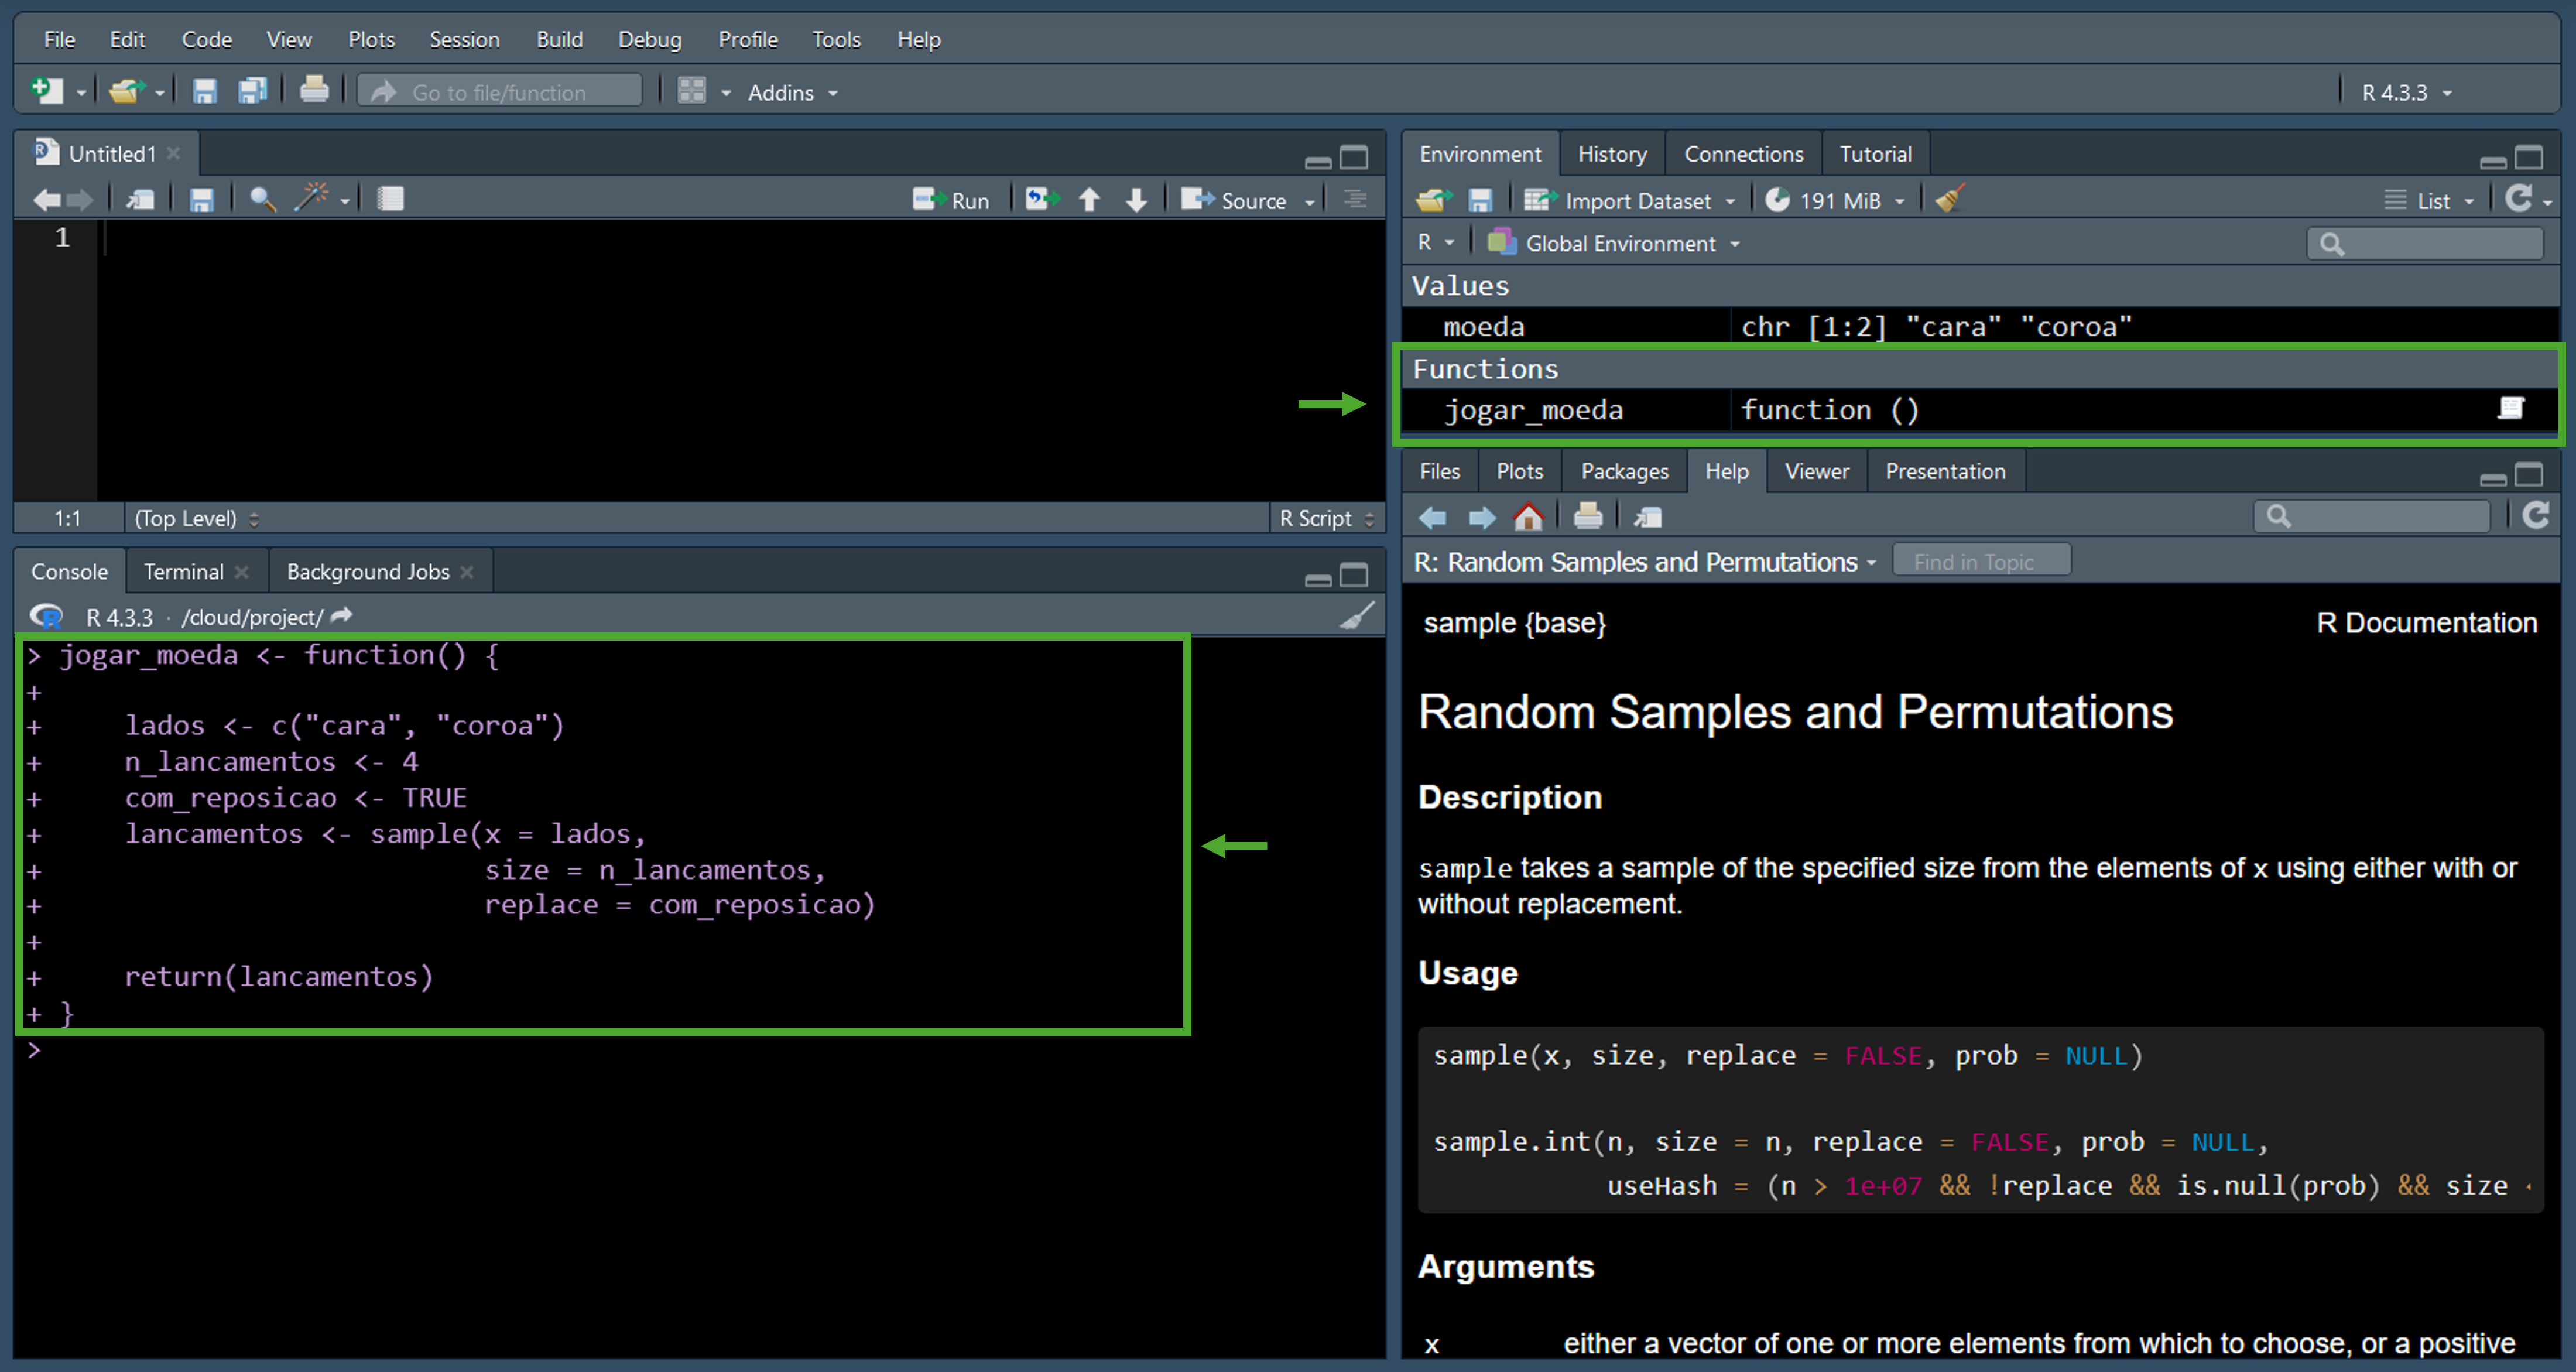 File Edit Code View Plots Session Build Debug Profile Tools Help
Go to file/function Addins R 4.3.3
Untitled1
Run Source
1
1:1 (Top Level) R Script
Console Terminal Background Jobs
R 4.3.3 · /cloud/project/
> jogar_moeda <- function() {
+
+     lados <- c("cara", "coroa")
+     n_lancamentos <- 4
+     com_reposicao <- TRUE
+     lancamentos <- sample(x = lados,
+                           size = n_lancamentos,
+                           replace = com_reposicao)
+
+     return(lancamentos)
+ }
>
Environment History Connections Tutorial
Import Dataset 191 MiB List
R Global Environment
Values
moeda chr [1:2] "cara" "coroa"
Functions
jogar_moeda function ()
Files Plots Packages Help Viewer Presentation
R: Random Samples and Permutations Find in Topic
sample {base} R Documentation
Random Samples and Permutations
Description
sample takes a sample of the specified size from the elements of x using either with or
without replacement.
Usage
sample(x, size, replace = FALSE, prob = NULL)
sample.int(n, size = n, replace = FALSE, prob = NULL,
useHash = (n > 1e+07 && !replace && is.null(prob) && size
Arguments
x either a vector of one or more elements from which to choose, or a positive